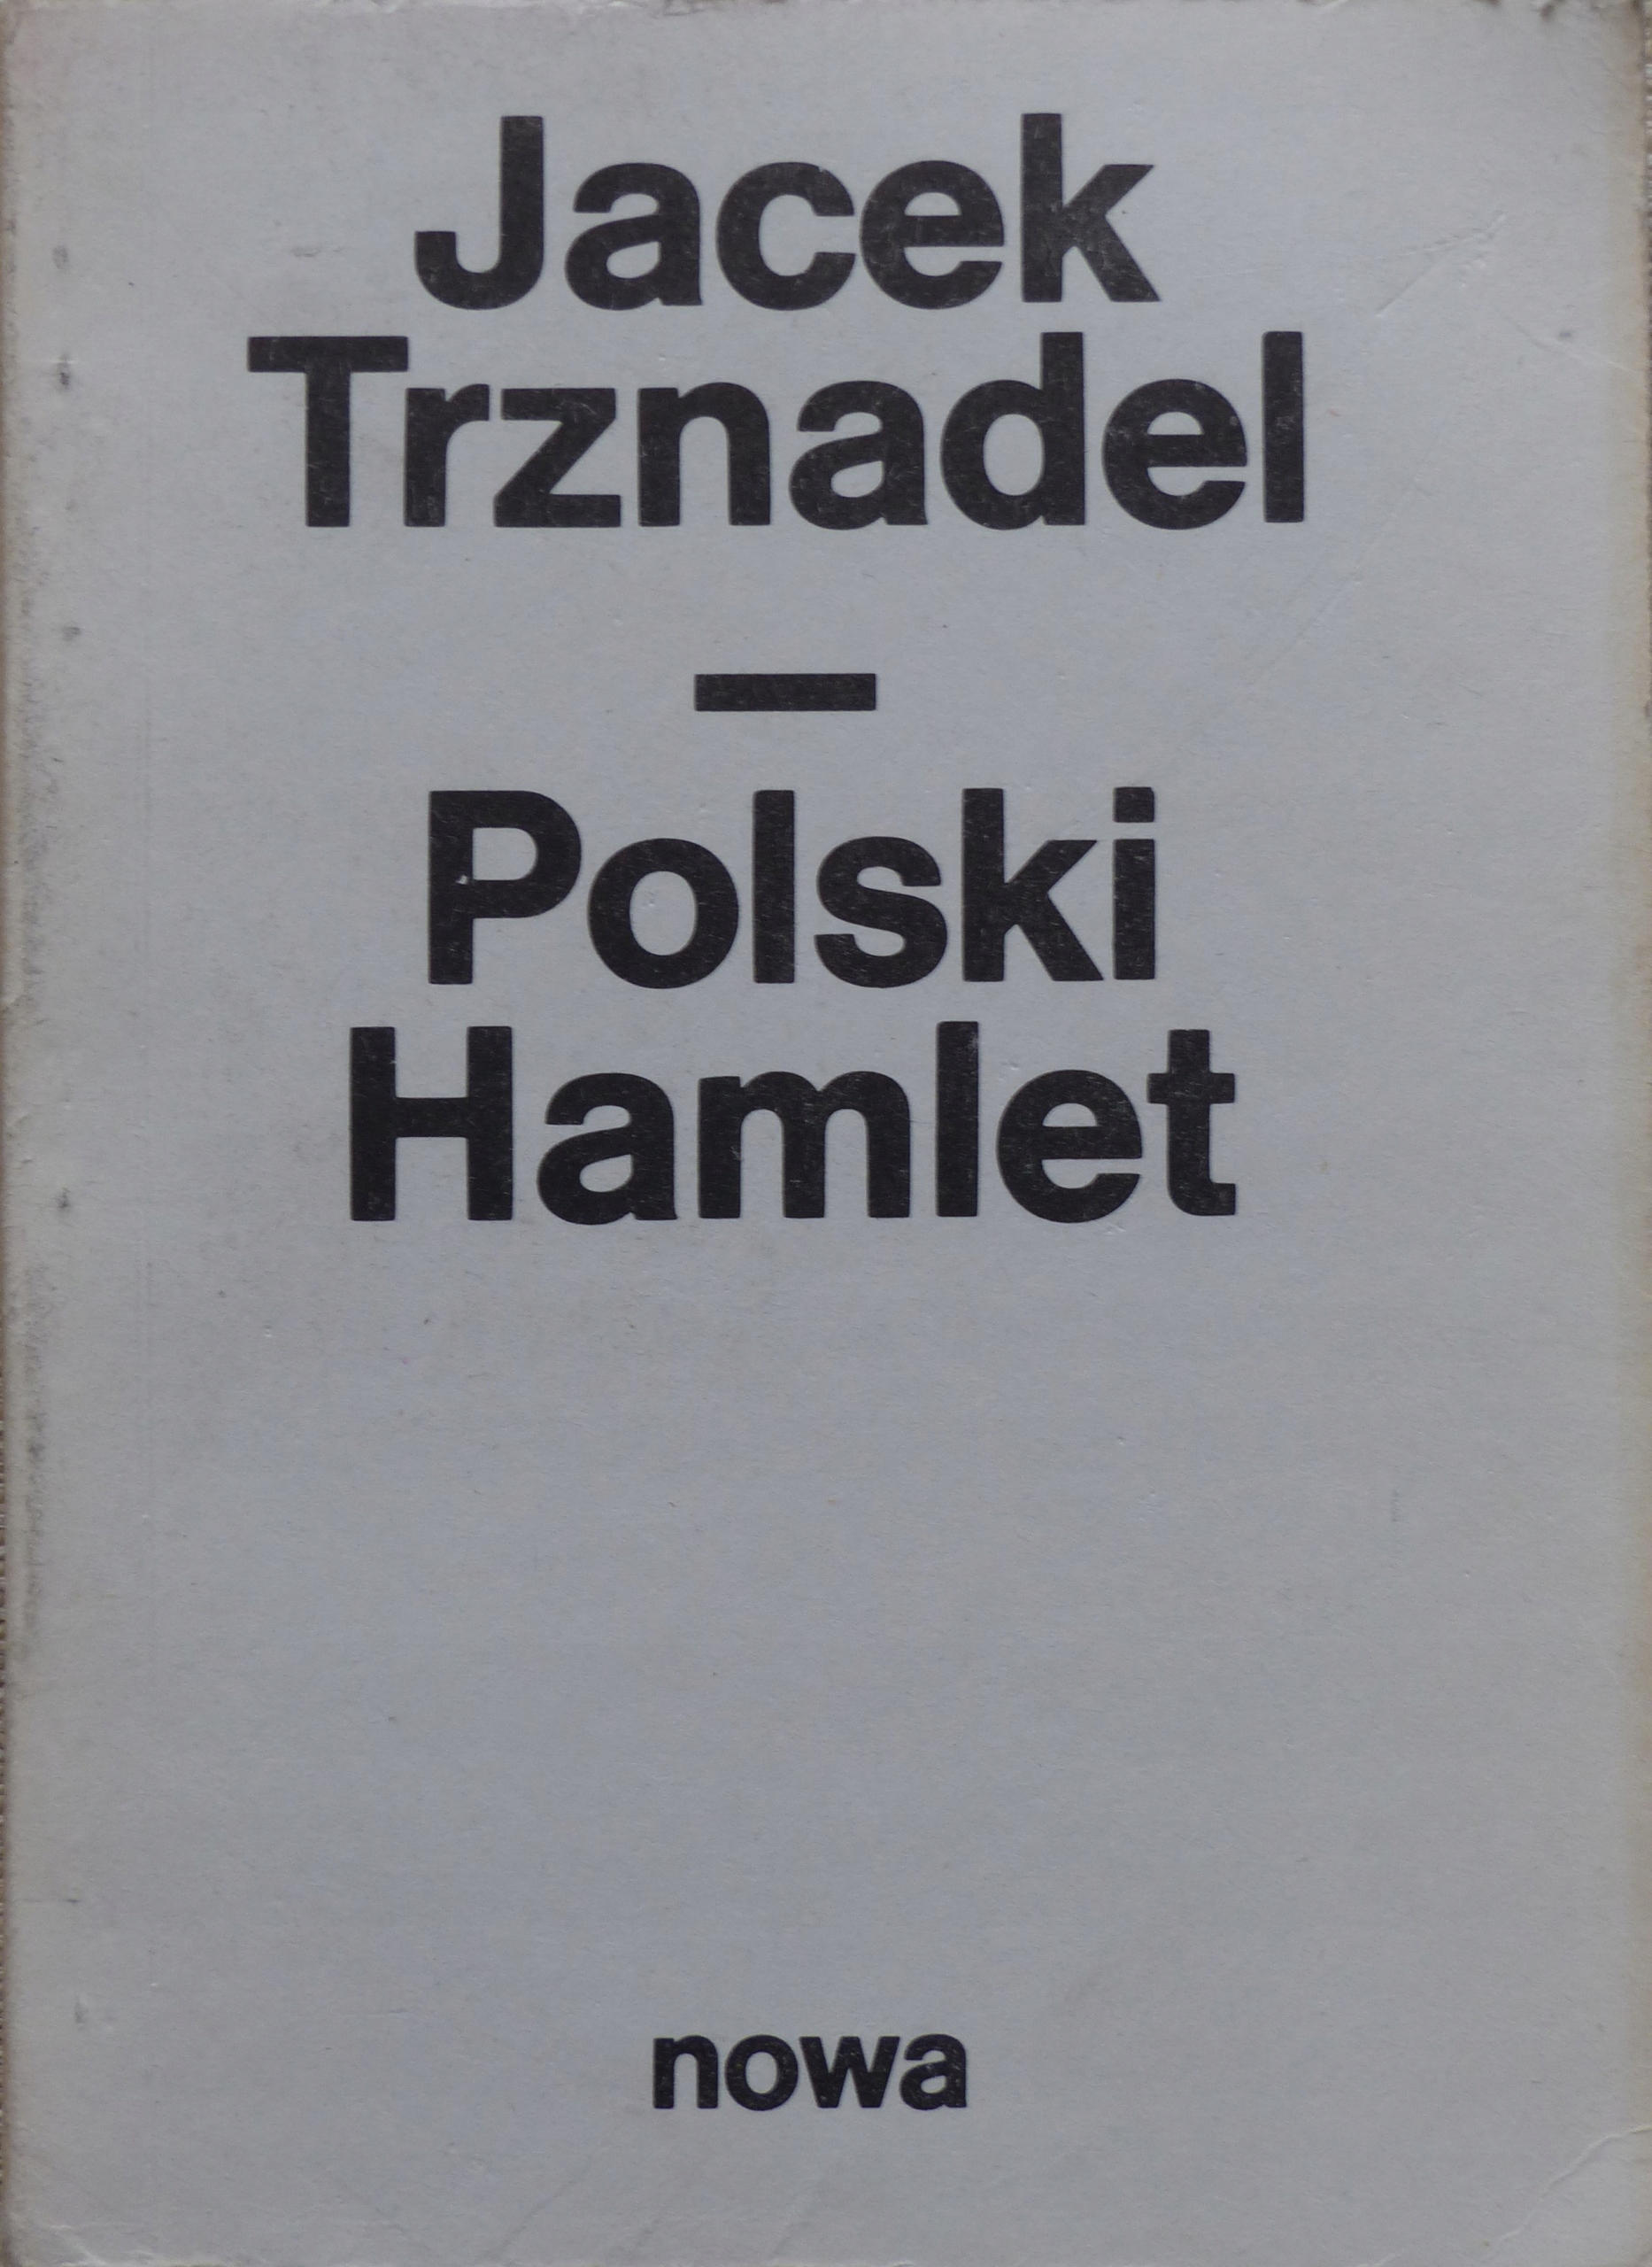 Jacek
Trznadel
—
Polski
Hamlet
nowa